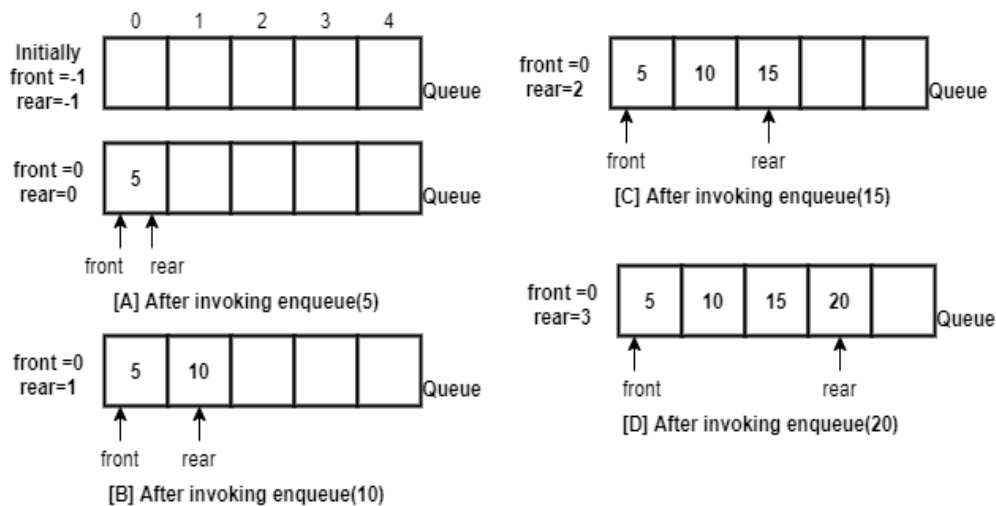 0 1 2 3 4
Initially
front =-1
rear=-1
Queue
front =0
rear=0
5
Queue
front rear
[A] After invoking enqueue(5)
front =0
rear=1
5 10
Queue
front rear
[B] After invoking enqueue(10)
front =0
rear=2
5 10 15
Queue
front rear
[C] After invoking enqueue(15)
front =0
rear=3
5 10 15 20
Queue
front rear
[D] After invoking enqueue(20)